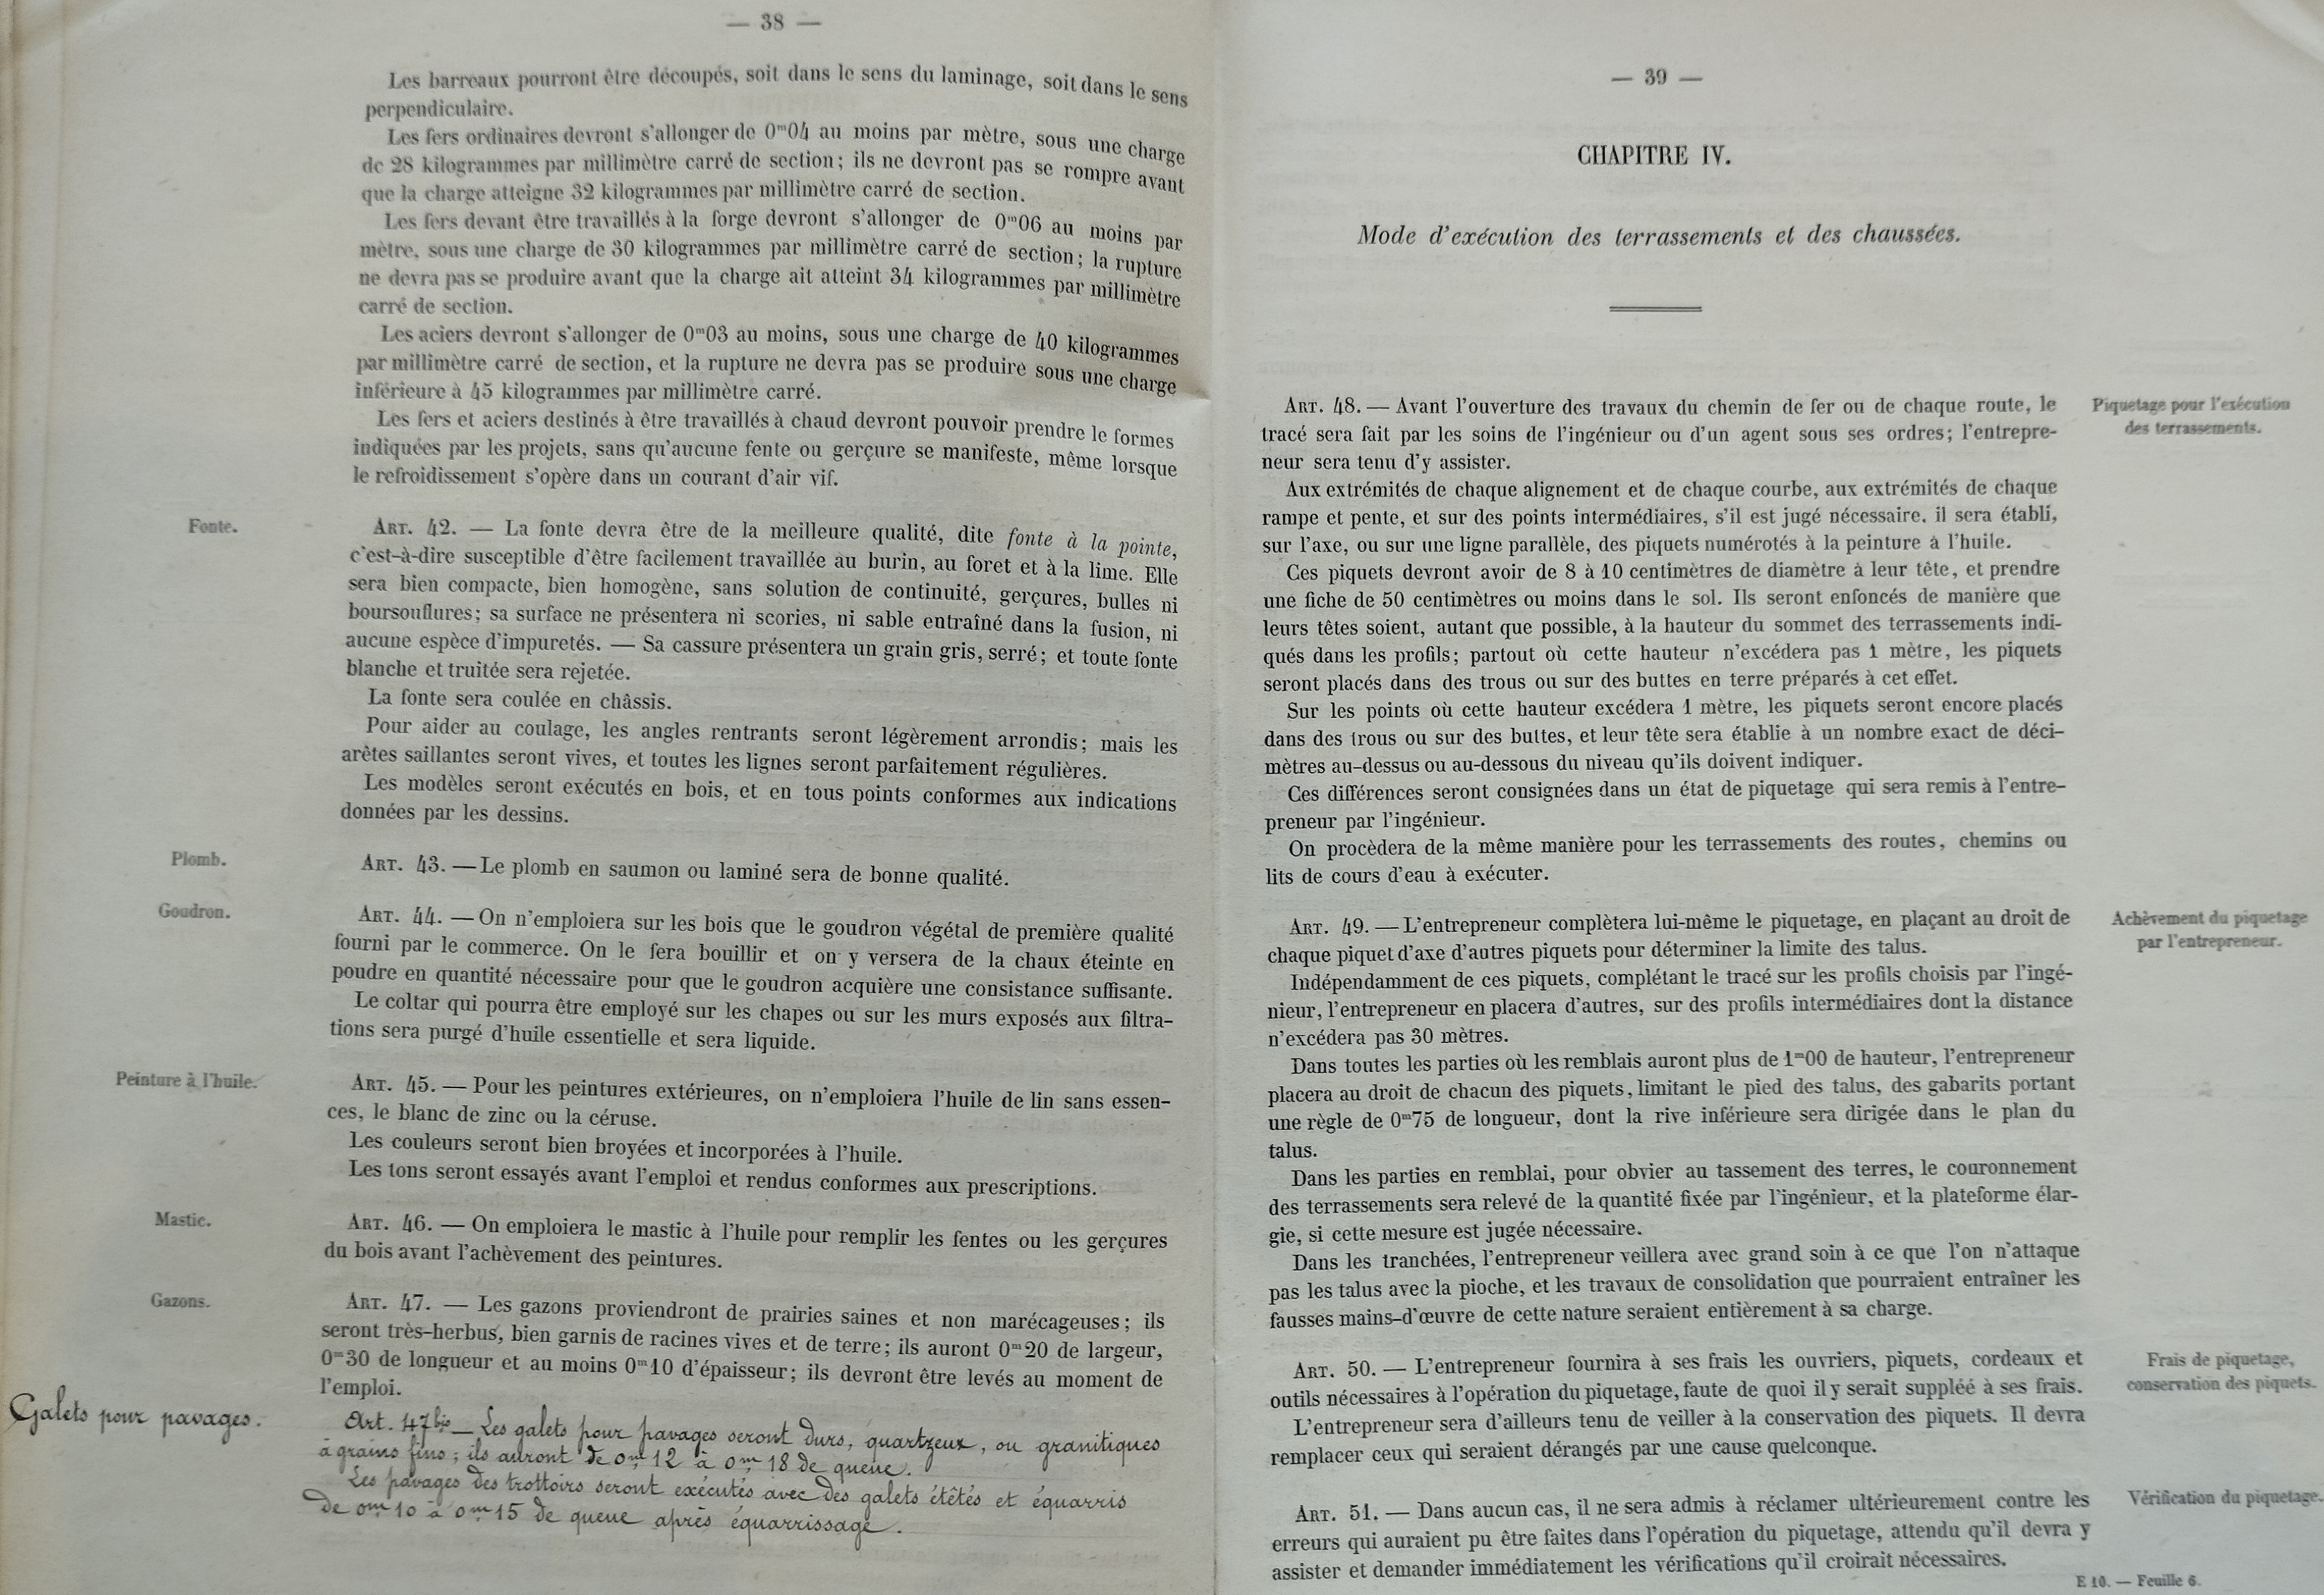 — 38 —
Les barreaux pourront être découpés, soit dans le sens du laminage, soit dans le sens
perpendiculaire.
Les fers ordinaires devront s'allonger de 0ᵐ04 au moins par mètre, sous une charge
de 28 kilogrammes par millimètre carré de section; ils ne devront pas se rompre avant
que la charge atteigne 32 kilogrammes par millimètre carré de section.
Les fers devant être travaillés à la forge devront s'allonger de 0ᵐ06 au moins par
mètre, sous une charge de 30 kilogrammes par millimètre carré de section; la rupture
ne devra pas se produire avant que la charge ait atteint 34 kilogrammes par millimètre
carré de section.
Les aciers devront s'allonger de 0ᵐ03 au moins, sous une charge de 40 kilogrammes
par millimètre carré de section, et la rupture ne devra pas se produire sous une charge
inférieure à 45 kilogrammes par millimètre carré.
Les fers et aciers destinés à être travaillés à chaud devront pouvoir prendre le formes
indiquées par les projets, sans qu'aucune fente ou gerçure se manifeste, même lorsque
le refroidissement s'opère dans un courant d'air vif.
Fonte.
ART. 42. — La fonte devra être de la meilleure qualité, dite fonte à la pointe,
c'est-à-dire susceptible d'être facilement travaillée au burin, au foret et à la lime. Elle
sera bien compacte, bien homogène, sans solution de continuité, gerçures, bulles ni
boursouflures; sa surface ne présentera ni scories, ni sable entraîné dans la fusion, ni
aucune espèce d'impuretés. — Sa cassure présentera un grain gris, serré; et toute fonte
blanche et truitée sera rejetée.
La fonte sera coulée en châssis.
Pour aider au coulage, les angles rentrants seront légèrement arrondis; mais les
arêtes saillantes seront vives, et toutes les lignes seront parfaitement régulières.
Les modèles seront exécutés en bois, et en tous points conformes aux indications
données par les dessins.
Plomb.
ART. 43. — Le plomb en saumon ou laminé sera de bonne qualité.
Goudron.
ART. 44. — On n'emploiera sur les bois que le goudron végétal de première qualité
fourni par le commerce. On le fera bouillir et on y versera de la chaux éteinte en
poudre en quantité nécessaire pour que le goudron acquière une consistance suffisante.
Le coltar qui pourra être employé sur les chapes ou sur les murs exposés aux filtra-
tions sera purgé d'huile essentielle et sera liquide.
Peinture à l'huile.
ART. 45. — Pour les peintures extérieures, on n'emploiera l'huile de lin sans essen-
ces, le blanc de zinc ou la céruse.
Les couleurs seront bien broyées et incorporées à l'huile.
Les tons seront essayés avant l'emploi et rendus conformes aux prescriptions.
Mastic.
ART. 46. — On emploiera le mastic à l'huile pour remplir les fentes ou les gerçures
du bois avant l'achèvement des peintures.
Gazons.
ART. 47. — Les gazons proviendront de prairies saines et non marécageuses; ils
seront très-herbus, bien garnis de racines vives et de terre; ils auront 0ᵐ20 de largeur,
0ᵐ30 de longueur et au moins 0ᵐ10 d'épaisseur; ils devront être levés au moment de
l'emploi.
Galets pour pavages.
Art. 47 bis — Les galets pour pavages seront durs, quartzeux, ou granitiques
à grains fins; ils auront de 0ᵐ 12 à 0ᵐ 18 de queue.
Les pavages des trottoirs seront exécutés avec des galets étêtés et équarris
de 0ᵐ 10 à 0ᵐ 15 de queue après équarrissage.
— 39 —
CHAPITRE IV.
Mode d'exécution des terrassements et des chaussées.
Piquetage pour l'exécution
des terrassements.
ART. 48. — Avant l'ouverture des travaux du chemin de fer ou de chaque route, le
tracé sera fait par les soins de l'ingénieur ou d'un agent sous ses ordres; l'entrepre-
neur sera tenu d'y assister.
Aux extrémités de chaque alignement et de chaque courbe, aux extrémités de chaque
rampe et pente, et sur des points intermédiaires, s'il est jugé nécessaire. il sera établi,
sur l'axe, ou sur une ligne parallèle, des piquets numérotés à la peinture à l'huile.
Ces piquets devront avoir de 8 à 10 centimètres de diamètre à leur tête, et prendre
une fiche de 50 centimètres ou moins dans le sol. Ils seront enfoncés de manière que
leurs têtes soient, autant que possible, à la hauteur du sommet des terrassements indi-
qués dans les profils; partout où cette hauteur n'excédera pas 1 mètre, les piquets
seront placés dans des trous ou sur des buttes en terre préparés à cet effet.
Sur les points où cette hauteur excédera 1 mètre, les piquets seront encore placés
dans des trous ou sur des buttes, et leur tête sera établie à un nombre exact de déci-
mètres au-dessus ou au-dessous du niveau qu'ils doivent indiquer.
Ces différences seront consignées dans un état de piquetage qui sera remis à l'entre-
preneur par l'ingénieur.
On procèdera de la même manière pour les terrassements des routes, chemins ou
lits de cours d'eau à exécuter.
Achèvement du piquetage
par l'entrepreneur.
ART. 49. — L'entrepreneur complètera lui-même le piquetage, en plaçant au droit de
chaque piquet d'axe d'autres piquets pour déterminer la limite des talus.
Indépendamment de ces piquets, complétant le tracé sur les profils choisis par l'ingé-
nieur, l'entrepreneur en placera d'autres, sur des profils intermédiaires dont la distance
n'excédera pas 30 mètres.
Dans toutes les parties où les remblais auront plus de 1ᵐ00 de hauteur, l'entrepreneur
placera au droit de chacun des piquets, limitant le pied des talus, des gabarits portant
une règle de 0ᵐ75 de longueur, dont la rive inférieure sera dirigée dans le plan du
talus.
Dans les parties en remblai, pour obvier au tassement des terres, le couronnement
des terrassements sera relevé de la quantité fixée par l'ingénieur, et la plateforme élar-
gie, si cette mesure est jugée nécessaire.
Dans les tranchées, l'entrepreneur veillera avec grand soin à ce que l'on n'attaque
pas les talus avec la pioche, et les travaux de consolidation que pourraient entraîner les
fausses mains-d'œuvre de cette nature seraient entièrement à sa charge.
Frais de piquetage,
conservation des piquets.
ART. 50. — L'entrepreneur fournira à ses frais les ouvriers, piquets, cordeaux et
outils nécessaires à l'opération du piquetage, faute de quoi il y serait suppléé à ses frais.
L'entrepreneur sera d'ailleurs tenu de veiller à la conservation des piquets. Il devra
remplacer ceux qui seraient dérangés par une cause quelconque.
Vérification du piquetage.
ART. 51. — Dans aucun cas, il ne sera admis à réclamer ultérieurement contre les
erreurs qui auraient pu être faites dans l'opération du piquetage, attendu qu'il devra y
assister et demander immédiatement les vérifications qu'il croirait nécessaires.
E 10. — Feuille 6.